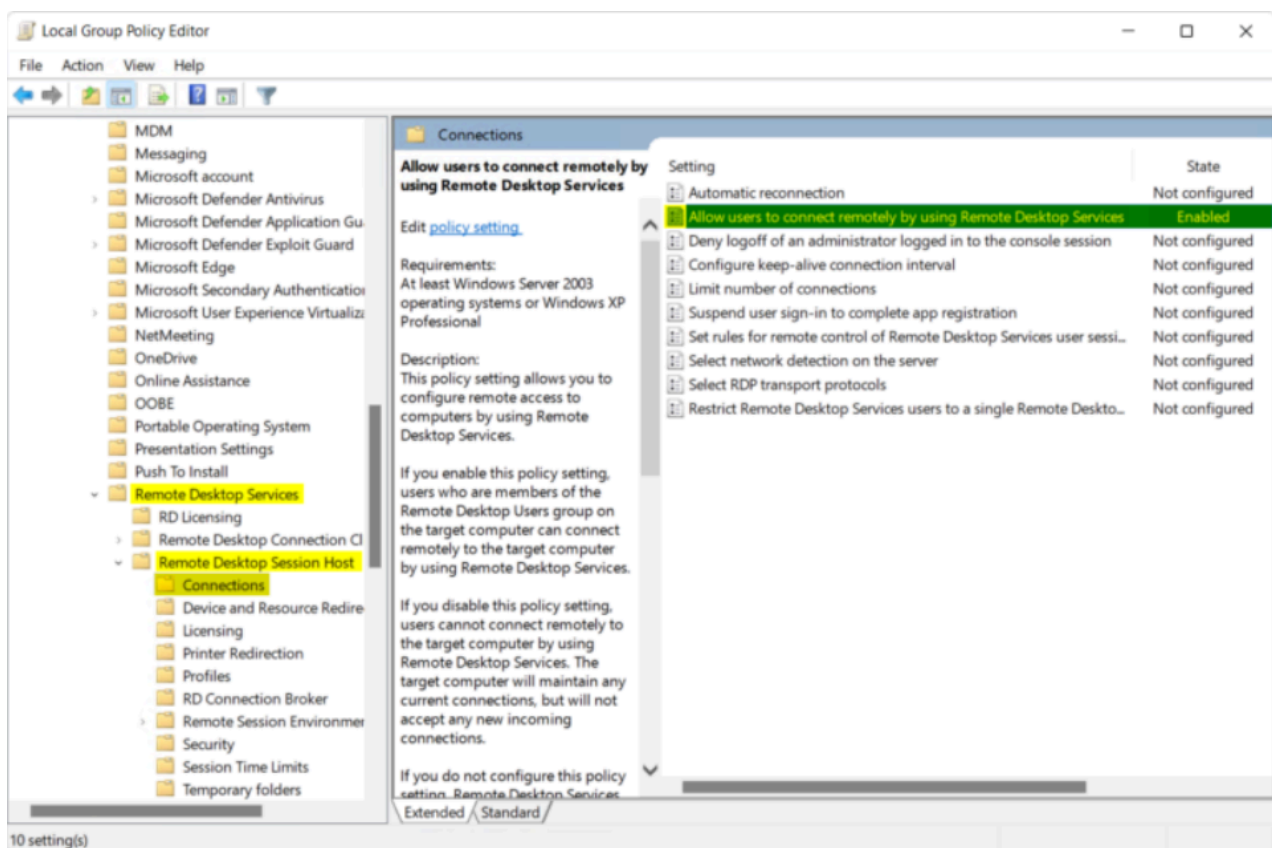 Local Group Policy Editor
File Action View Help
MDM
Messaging
Microsoft account
Microsoft Defender Antivirus
Microsoft Defender Application Gu
Microsoft Defender Exploit Guard
Microsoft Edge
Microsoft Secondary Authentication
Microsoft User Experience Virtualiza
NetMeeting
OneDrive
Online Assistance
OOBE
Portable Operating System
Presentation Settings
Push To Install
Remote Desktop Services
RD Licensing
Remote Desktop Connection Cl
Remote Desktop Session Host
Connections
Device and Resource Redire
Licensing
Printer Redirection
Profiles
RD Connection Broker
Remote Session Environmen
Security
Session Time Limits
Temporary folders
Connections
Allow users to connect remotely by
using Remote Desktop Services
Edit policy setting
Requirements:
At least Windows Server 2003
operating systems or Windows XP
Professional
Description:
This policy setting allows you to
configure remote access to
computers by using Remote
Desktop Services.
If you enable this policy setting,
users who are members of the
Remote Desktop Users group on
the target computer can connect
remotely to the target computer
by using Remote Desktop Services.
If you disable this policy setting,
users cannot connect remotely to
the target computer by using
Remote Desktop Services. The
target computer will maintain any
current connections, but will not
accept any new incoming
connections.
If you do not configure this policy
setting, Remote Desktop Services
Setting State
Automatic reconnection Not configured
Allow users to connect remotely by using Remote Desktop Services Enabled
Deny logoff of an administrator logged in to the console session Not configured
Configure keep-alive connection interval Not configured
Limit number of connections Not configured
Suspend user sign-in to complete app registration Not configured
Set rules for remote control of Remote Desktop Services user sessi... Not configured
Select network detection on the server Not configured
Select RDP transport protocols Not configured
Restrict Remote Desktop Services users to a single Remote Deskto... Not configured
Extended Standard
10 setting(s)